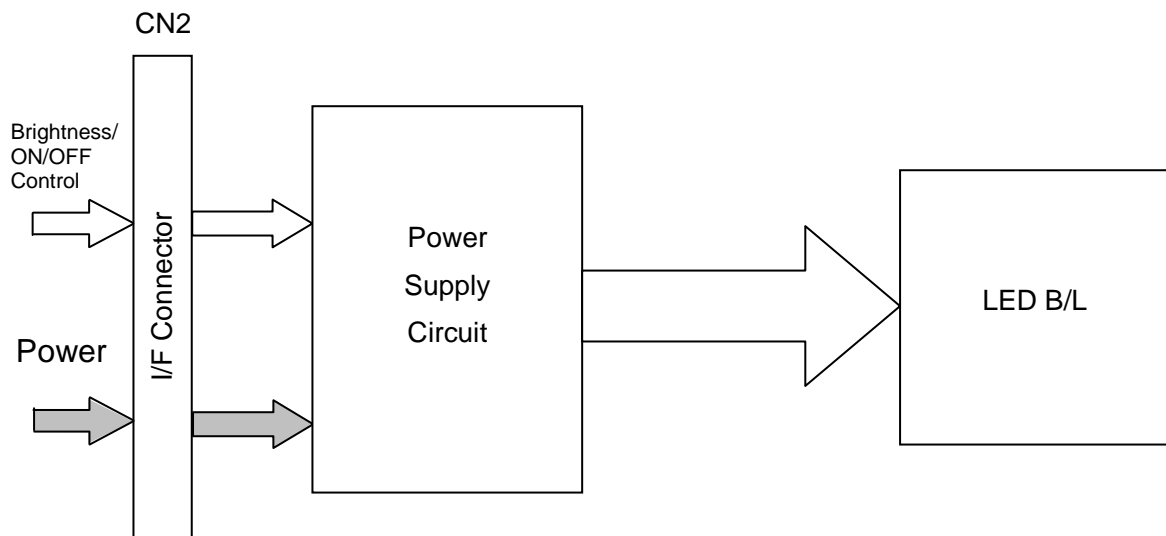 CN2
Brightness/
ON/OFF
Control
Power
I/F Connector
Power
Supply
Circuit
LED B/L